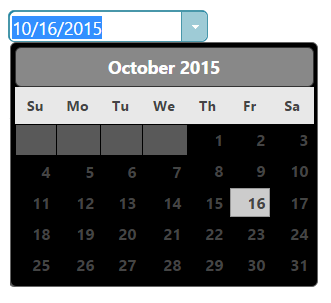 10/16/2015
October 2015
Su Mo Tu We Th Fr Sa
1 2 3
4 5 6 7 8 9 10
11 12 13 14 15 16 17
18 19 20 21 22 23 24
25 26 27 28 29 30 31